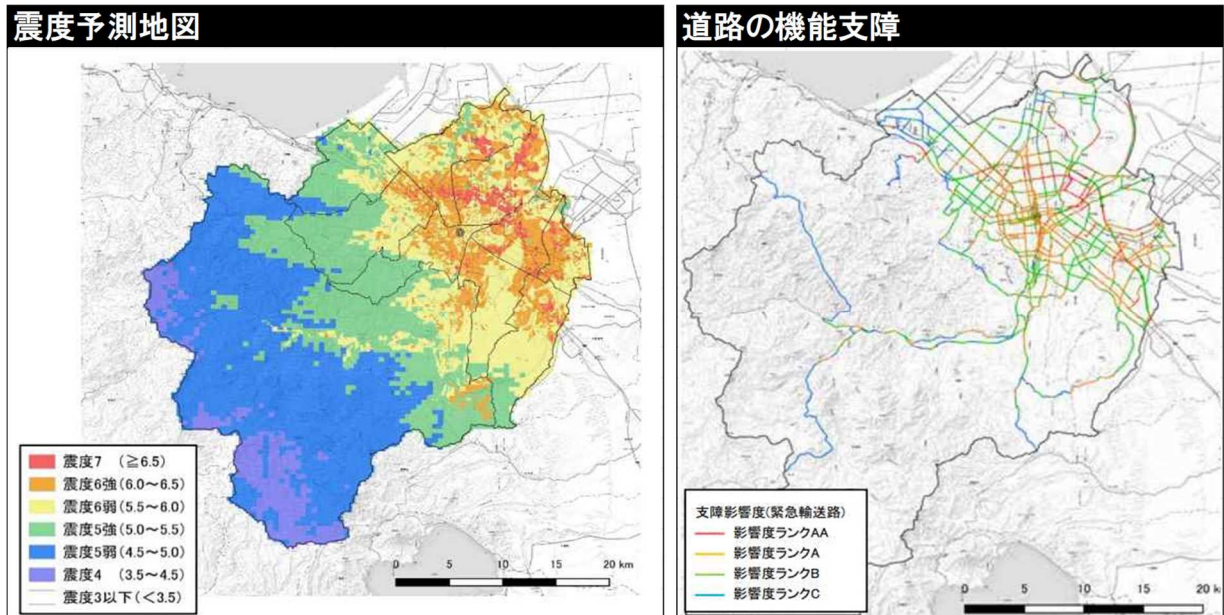 震度予測地図
震度7 (≧6.5)
震度6強(6.0～6.5)
震度6弱(5.5～6.0)
震度5強(5.0～5.5)
震度5弱(4.5～5.0)
震度4 (3.5～4.5)
震度3以下(<3.5)
0 5 10 15 20 km
道路の機能支障
支障影響度(緊急輸送路)
影響度ランクAA
影響度ランクA
影響度ランクB
影響度ランクC
0 5 10 15 20 k